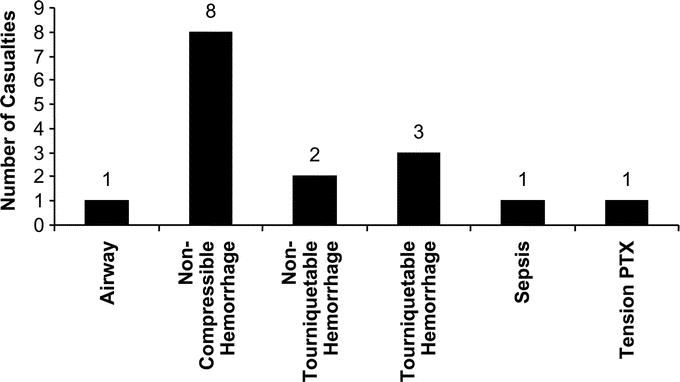 Number of Casualties
9
8
7
6
5
4
3
2
1
0
1
8
2
3
1
1
Airway
Non-
Compressible
Hemorrhage
Non-
Tourniquetable
Hemorrhage
Tourniquetable
Hemorrhage
Sepsis
Tension PTX